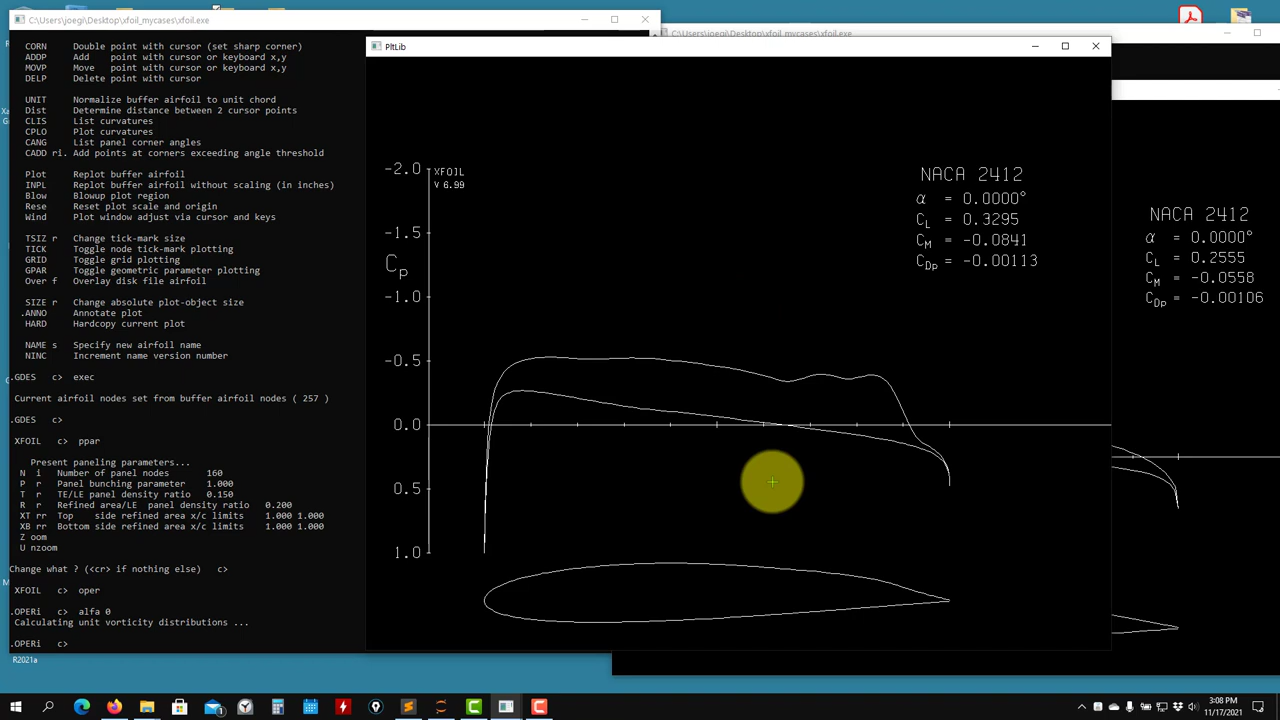 C:\Users\joegi\Desktop\xfoil_mycases\xfoil.exe
CORN Double point with cursor (set sharp corner)
ADDP Add point with cursor or keyboard x,y
MOVP Move point with cursor or keyboard x,y
DELP Delete point with cursor
UNIT Normalize buffer airfoil to unit chord
Dist Determine distance between 2 cursor points
CLIS List curvatures
CPLO Plot curvatures
CANG List panel corner angles
CADD ri. Add points at corners exceeding angle threshold
Plot Replot buffer airfoil
INPL Replot buffer airfoil without scaling (in inches)
Blow Blowup plot region
Rese Reset plot scale and origin
Wind Plot window adjust via cursor and keys
TSIZ r Change tick-mark size
TICK Toggle node tick-mark plotting
GRID Toggle grid plotting
GPAR Toggle geometric parameter plotting
Over f Overlay disk file airfoil
SIZE r Change absolute plot-object size
.ANNO Annotate plot
HARD Hardcopy current plot
NAME s Specify new airfoil name
NINC Increment name version number
.GDES c> exec
Current airfoil nodes set from buffer airfoil nodes ( 257 )
.GDES c>
XFOIL c> ppar
Present paneling parameters...
N i Number of panel nodes 160
P r Panel bunching parameter 1.000
T r TE/LE panel density ratio 0.150
R r Refined area/LE panel density ratio 0.200
XT rr Top side refined area x/c limits 1.000 1.000
XB rr Bottom side refined area x/c limits 1.000 1.000
Z oom
U nzoom
Change what ? (<cr> if nothing else) c>
XFOIL c> oper
.OPERi c> alfa 0
Calculating unit vorticity distributions ...
.OPERi c>
R2021a
C:\Users\joegi\Desktop\xfoil_mycases\xfoil.exe
PltLib
XFOIL
V 6.99
-2.0
-1.5
Cp
-1.0
-0.5
0.0
0.5
1.0
NACA 2412
α = 0.0000°
CL = 0.3295
CM = -0.0841
CDp = -0.00113
NACA 2412
α = 0.0000°
CL = 0.2555
CM = -0.0558
CDp = -0.00106
3:08 PM
11/17/2021